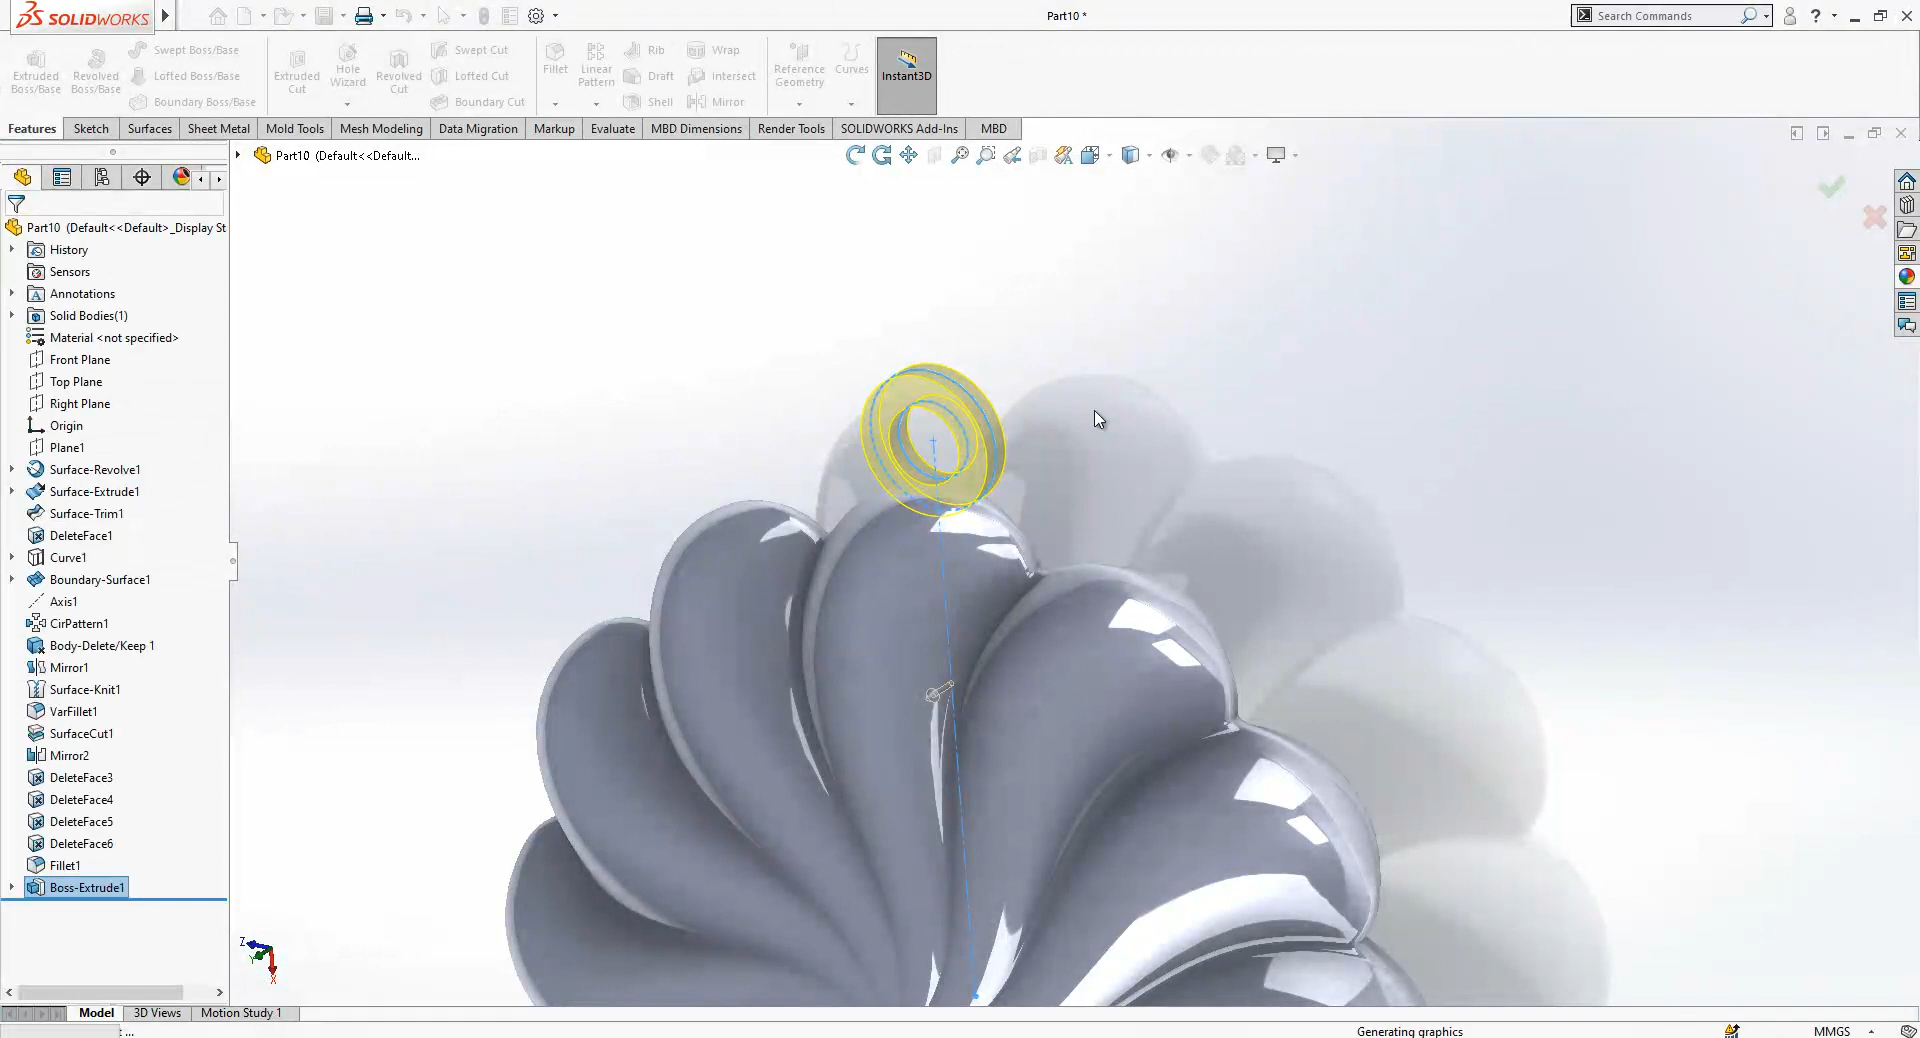 SOLIDWORKS
Part10 *
Search Commands
?
Extruded Boss/Base
Revolved Boss/Base
Swept Boss/Base
Lofted Boss/Base
Boundary Boss/Base
Extruded Cut
Hole Wizard
Revolved Cut
Swept Cut
Lofted Cut
Boundary Cut
Fillet
Linear Pattern
Rib
Draft
Shell
Wrap
Intersect
Mirror
Reference Geometry
Curves
Instant3D
Features
Sketch
Surfaces
Sheet Metal
Mold Tools
Mesh Modeling
Data Migration
Markup
Evaluate
MBD Dimensions
Render Tools
SOLIDWORKS Add-Ins
MBD
Part10 (Default<<Default...
Part10 (Default<<Default>_Display St
History
Sensors
Annotations
Solid Bodies(1)
Material <not specified>
Front Plane
Top Plane
Right Plane
Origin
Plane1
Surface-Revolve1
Surface-Extrude1
Surface-Trim1
DeleteFace1
Curve1
Boundary-Surface1
Axis1
CirPattern1
Body-Delete/Keep 1
Mirror1
Surface-Knit1
VarFillet1
SurfaceCut1
Mirror2
DeleteFace3
DeleteFace4
DeleteFace5
DeleteFace6
Fillet1
Boss-Extrude1
Z
Y
X
Model
3D Views
Motion Study 1
: ...
Generating graphics
MMGS